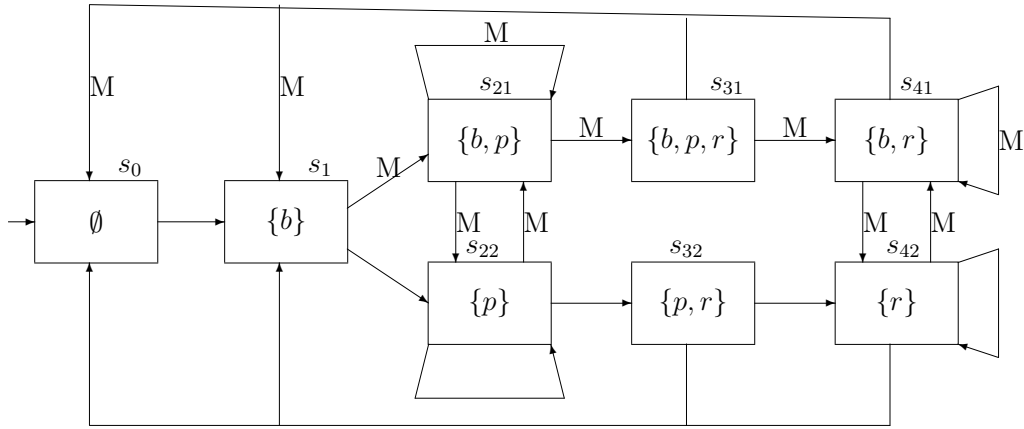 M
s₂₁ s₃₁ s₄₁
M M
{b, p} M {b, p, r} M {b, r} M
s₀ s₁ M
∅ {b} M M M M
s₂₂ s₃₂ s₄₂
{p} {p, r} {r}